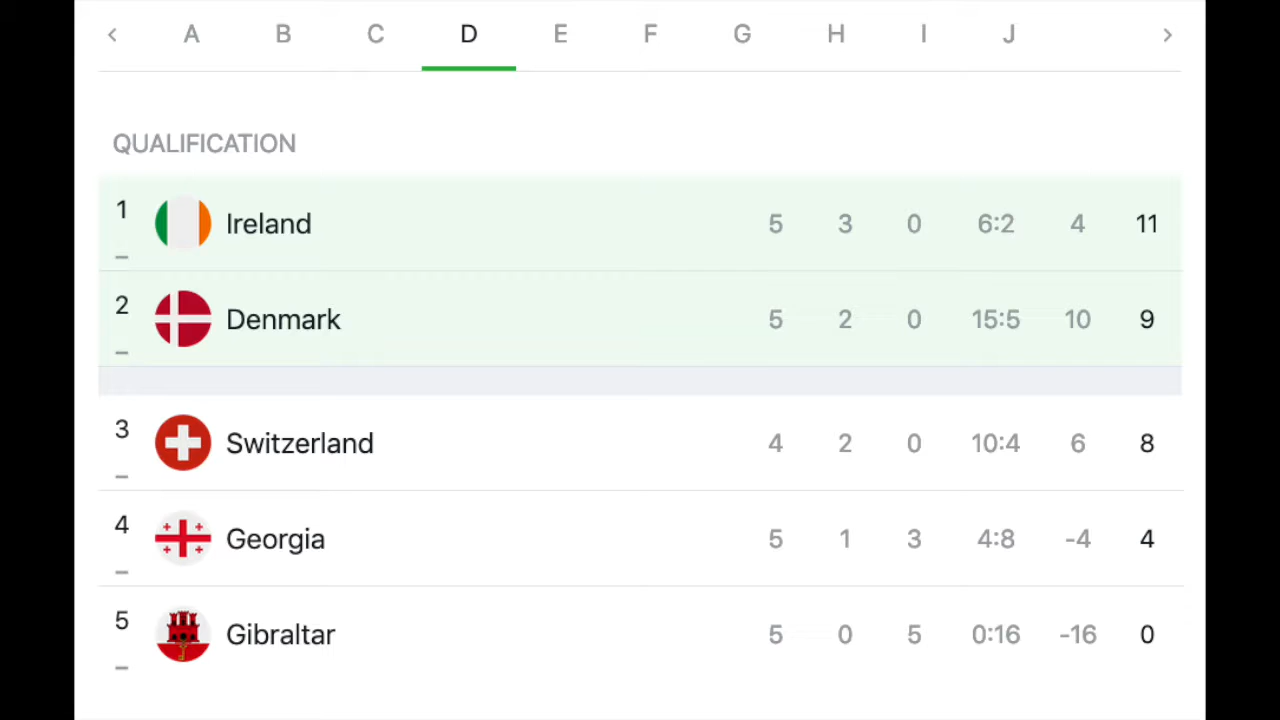 < A B C D E F G H I J >
QUALIFICATION
1 Ireland 5 3 0 6:2 4 11
–
2 Denmark 5 2 0 15:5 10 9
–
3 Switzerland 4 2 0 10:4 6 8
–
4 Georgia 5 1 3 4:8 -4 4
–
5 Gibraltar 5 0 5 0:16 -16 0
–